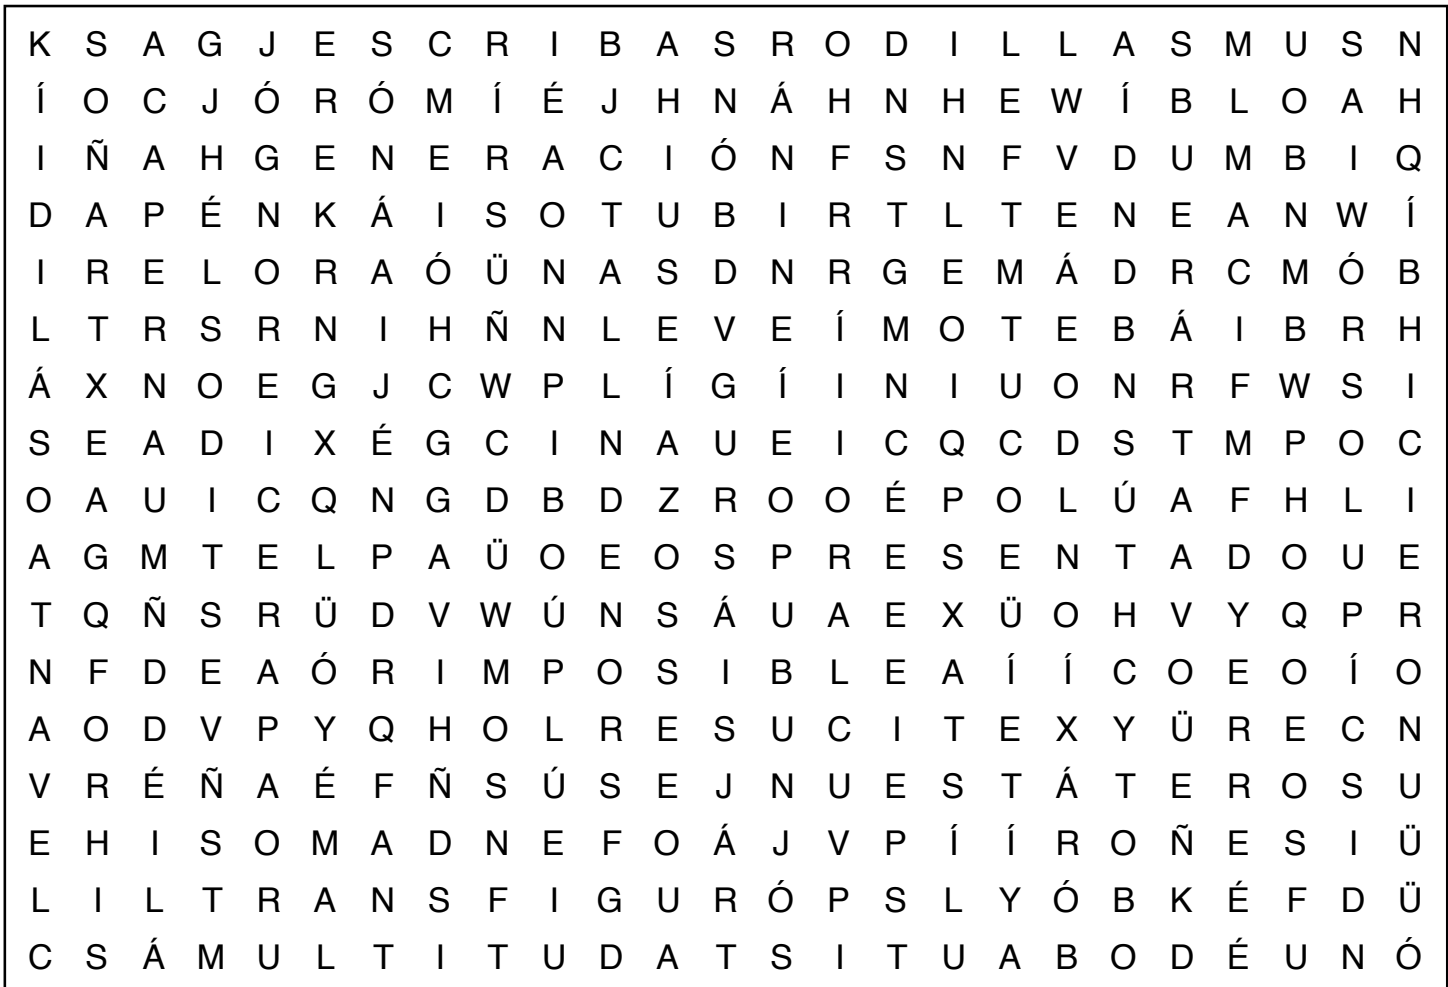 K S A G J E S C R I B A S R O D I L L A S M U S N
Í O C J Ó R Ó M Í É J H N Á H N H E W Í B L O A H
I Ñ A H G E N E R A C I Ó N F S N F V D U M B I Q
D A P É N K Á I S O T U B I R T L T E N E A N W Í
I R E L O R A Ó Ü N A S D N R G E M Á D R C M Ó B
L T R S R N I H Ñ N L E V E Í M O T E B Á I B R H
Á X N O E G J C W P L Í G Í I N I U O N R F W S I
S E A D I X É G C I N A U E I C Q C D S T M P O C
O A U I C Q N G D B D Z R O O É P O L Ú A F H L I
A G M T E L P A Ü O E O S P R E S E N T A D O U E
T Q Ñ S R Ü D V W Ú N S Á U A E X Ü O H V Y Q P R
N F D E A Ó R I M P O S I B L E A Í Í C O E O Í O
A O D V P Y Q H O L R E S U C I T E X Y Ü R E C N
V R É Ñ A É F Ñ S Ú S E J N U E S T Á T E R O S U
E H I S O M A D N E F O Á J V P Í Í R O Ñ E S I Ü
L I L T R A N S F I G U R Ó P S L Y Ó B K É F D Ü
C S Á M U L T I T U D A T S I T U A B O D É U N Ó